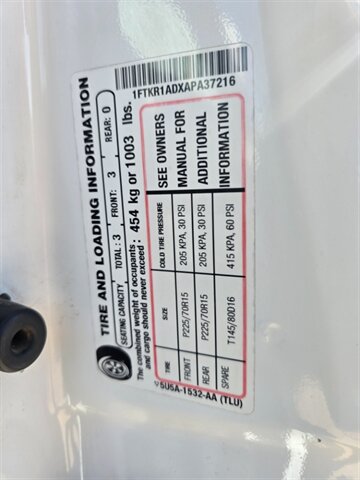 TIRE AND LOADING INFORMATION
SEATING CAPACITY TOTAL: 3 FRONT: 3 REAR: 0
The combined weight of occupants and cargo should never exceed: 454 kg or 1003 lbs.
TIRE SIZE COLD TIRE PRESSURE
FRONT P225/70R15 205 KPA, 30 PSI
REAR P225/70R15 205 KPA, 30 PSI
SPARE T145/80D16 415 KPA, 60 PSI
SEE OWNERS
MANUAL FOR
ADDITIONAL
INFORMATION
5U5A-1532-AA (TLU)
1FTKR1ADXAPA37216